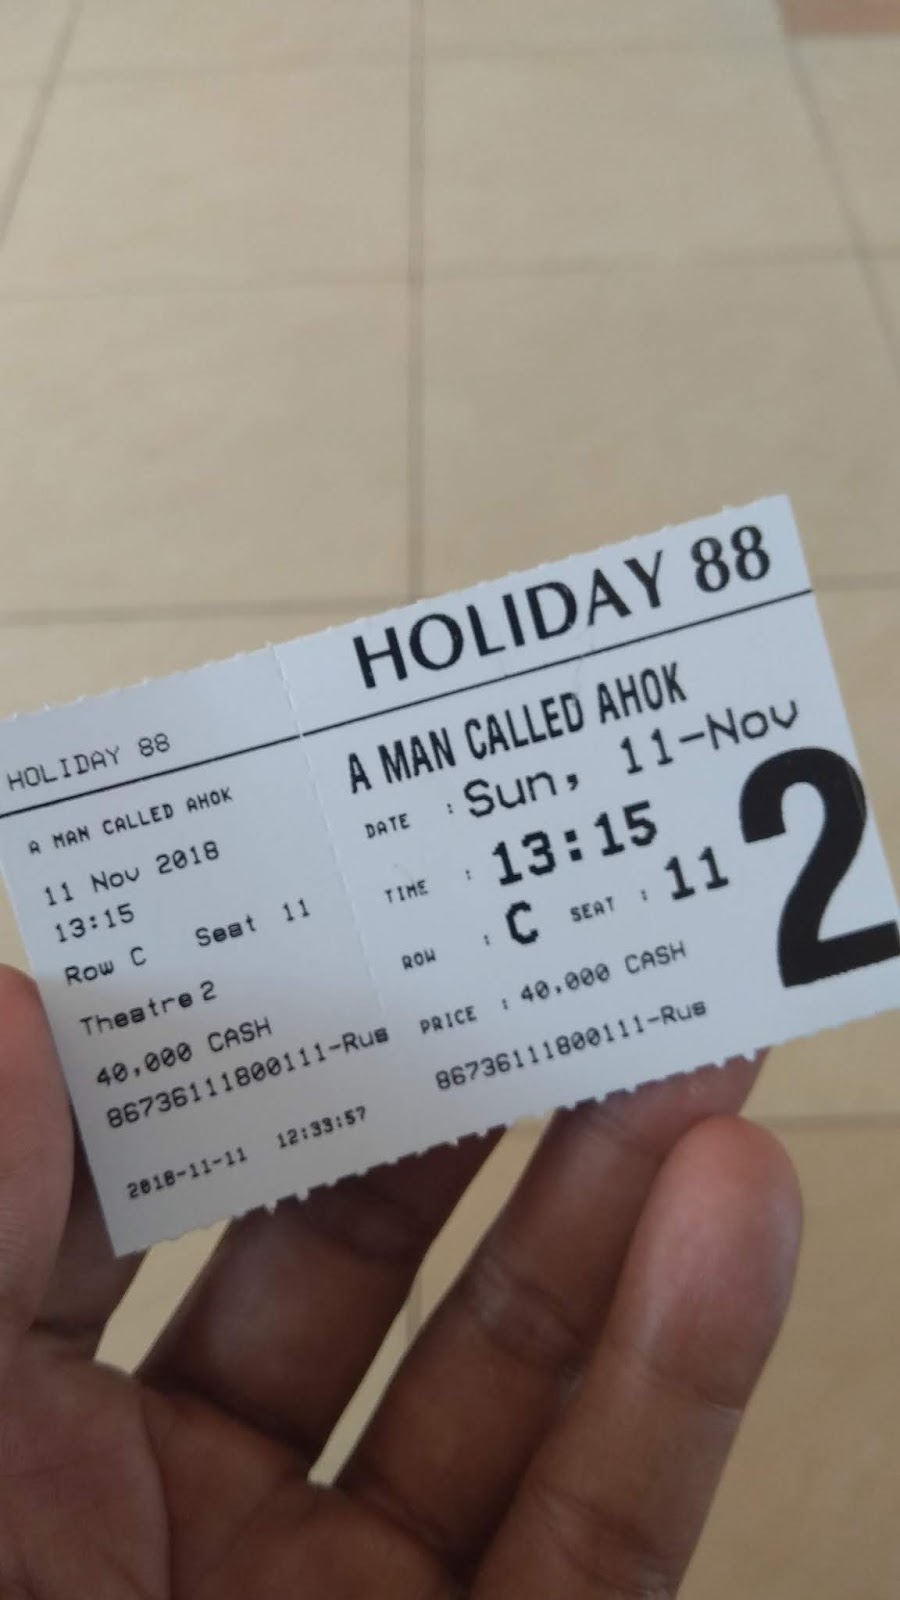 HOLIDAY 88
A MAN CALLED AHOK
11 Nov 2018
13:15
Row C Seat 11
Theatre 2
40,000 CASH
86736111800111-Rus
2018-11-11 12:33:57
HOLIDAY 88
A MAN CALLED AHOK
DATE : Sun, 11-Nov
TIME : 13:15
ROW : C SEAT : 11
PRICE : 40,000 CASH
86736111800111-Rus
2